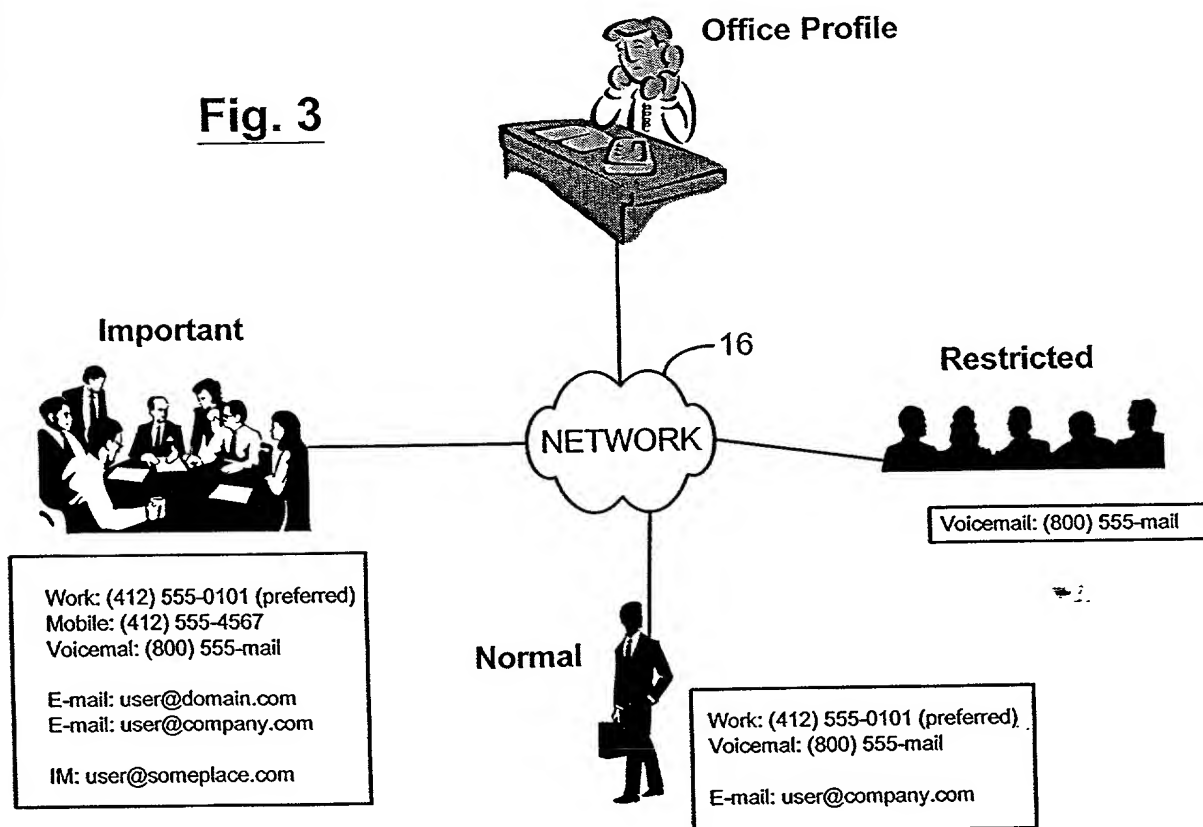 Office Profile
Fig. 3
Important
16
Restricted
NETWORK
Voicemail: (800) 555-mail
Work: (412) 555-0101 (preferred)
Mobile: (412) 555-4567
Voicemal: (800) 555-mail
E-mail: user@domain.com
E-mail: user@company.com
IM: user@someplace.com
Normal
Work: (412) 555-0101 (preferred)
Voicemal: (800) 555-mail
E-mail: user@company.com